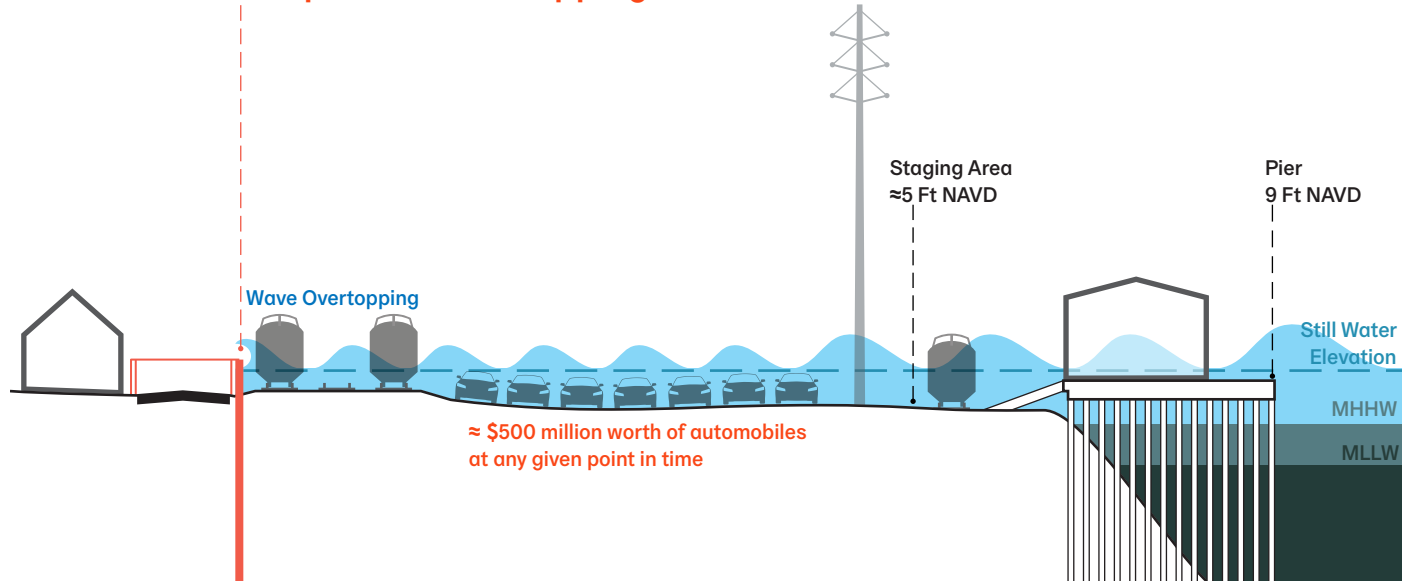 Staging Area
≈5 Ft NAVD
Pier
9 Ft NAVD
Wave Overtopping
Still Water
Elevation
MHHW
MLLW
≈ $500 million worth of automobiles
at any given point in time